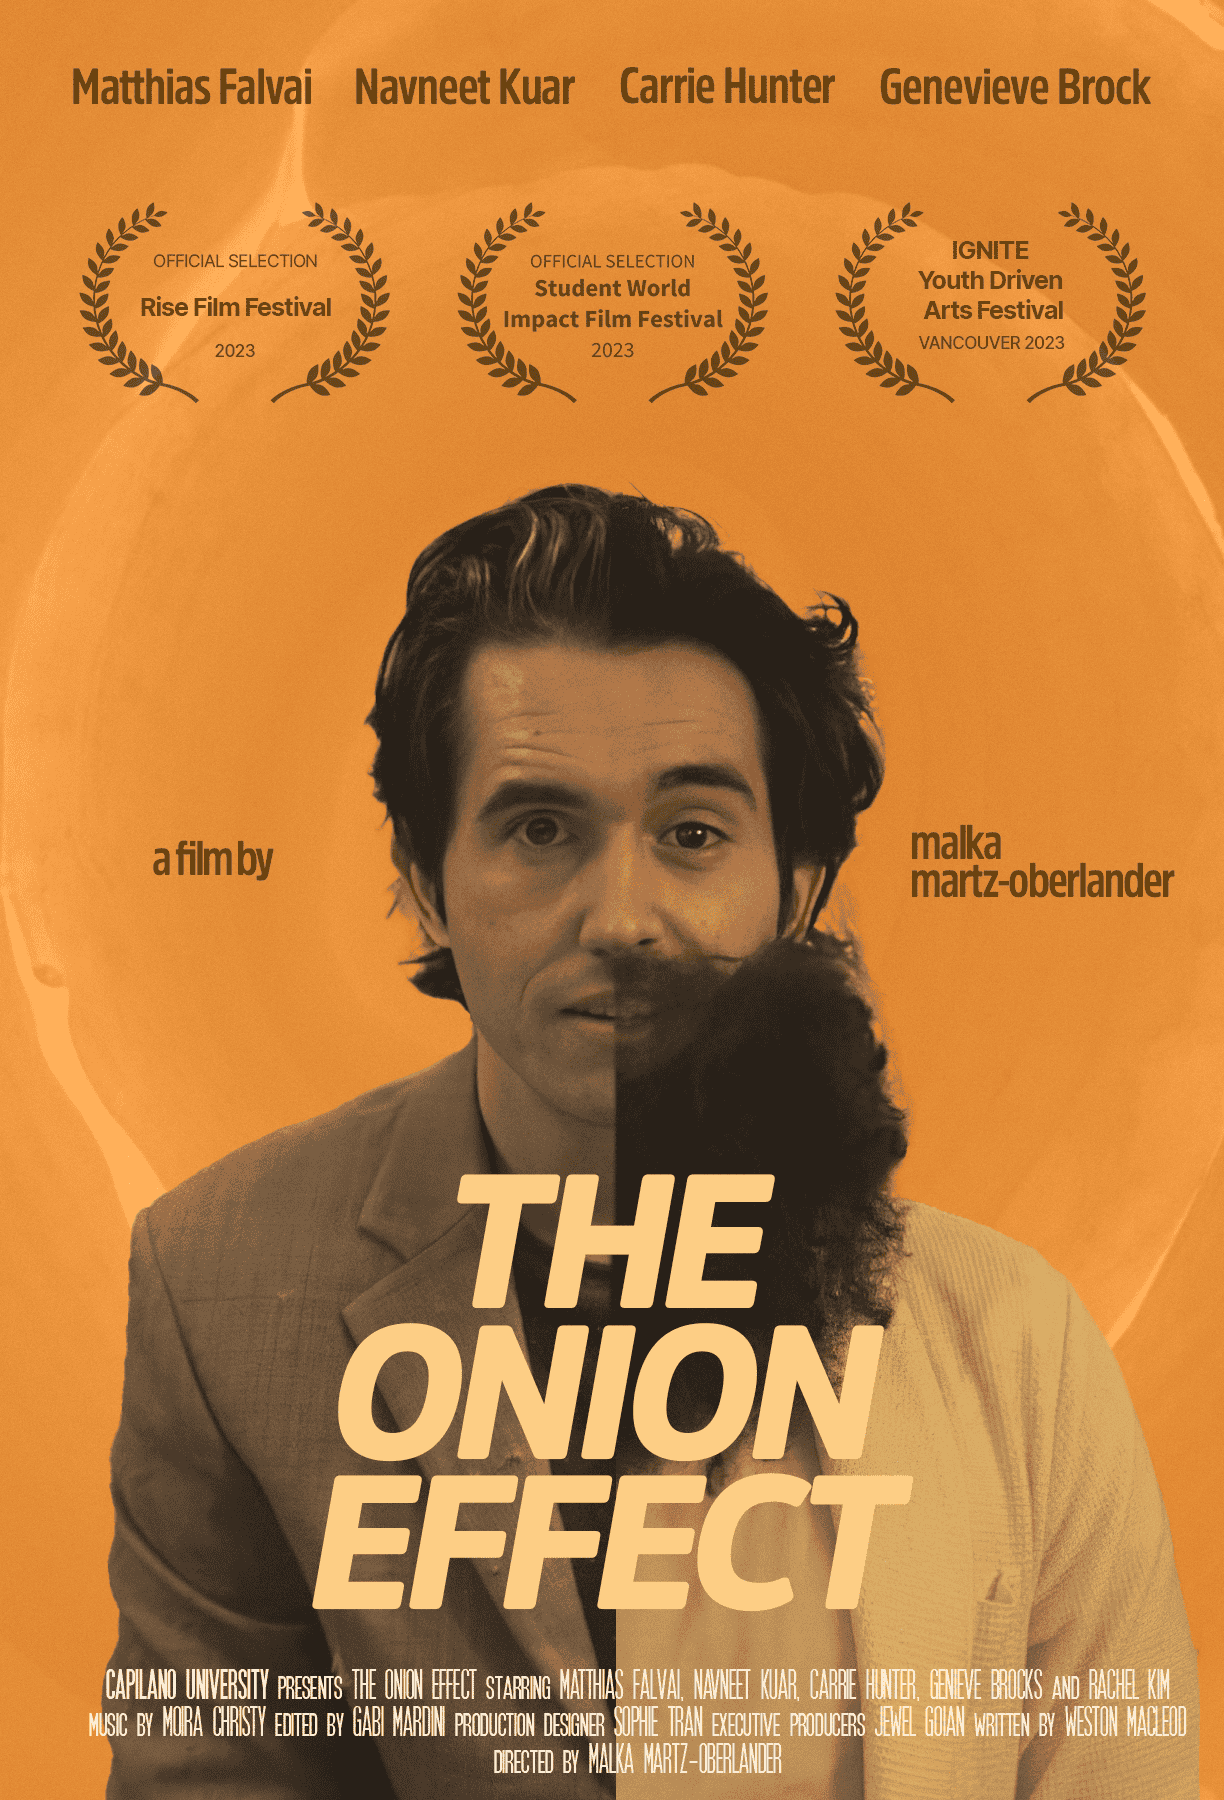 Matthias Falvai Navneet Kuar Carrie Hunter Genevieve Brock
OFFICIAL SELECTION
Rise Film Festival
2023
OFFICIAL SELECTION
Student World
Impact Film Festival
2023
IGNITE
Youth Driven
Arts Festival
VANCOUVER 2023
a film by
malka
martz-oberlander
THE
ONION
EFFECT
CAPILANO UNIVERSITY PRESENTS THE ONION EFFECT STARRING MATTHIAS FALVAI, NAVNEET KUAR, CARRIE HUNTER, GENIEVE BROCKS AND RACHEL KIM
MUSIC BY MOIRA CHRISTY EDITED BY GABI MARDINI PRODUCTION DESIGNER SOPHIE TRAN EXECUTIVE PRODUCERS JEWEL GOIAN WRITTEN BY WESTON MACLEOD
DIRECTED BY MALKA MARTZ-OBERLANDER